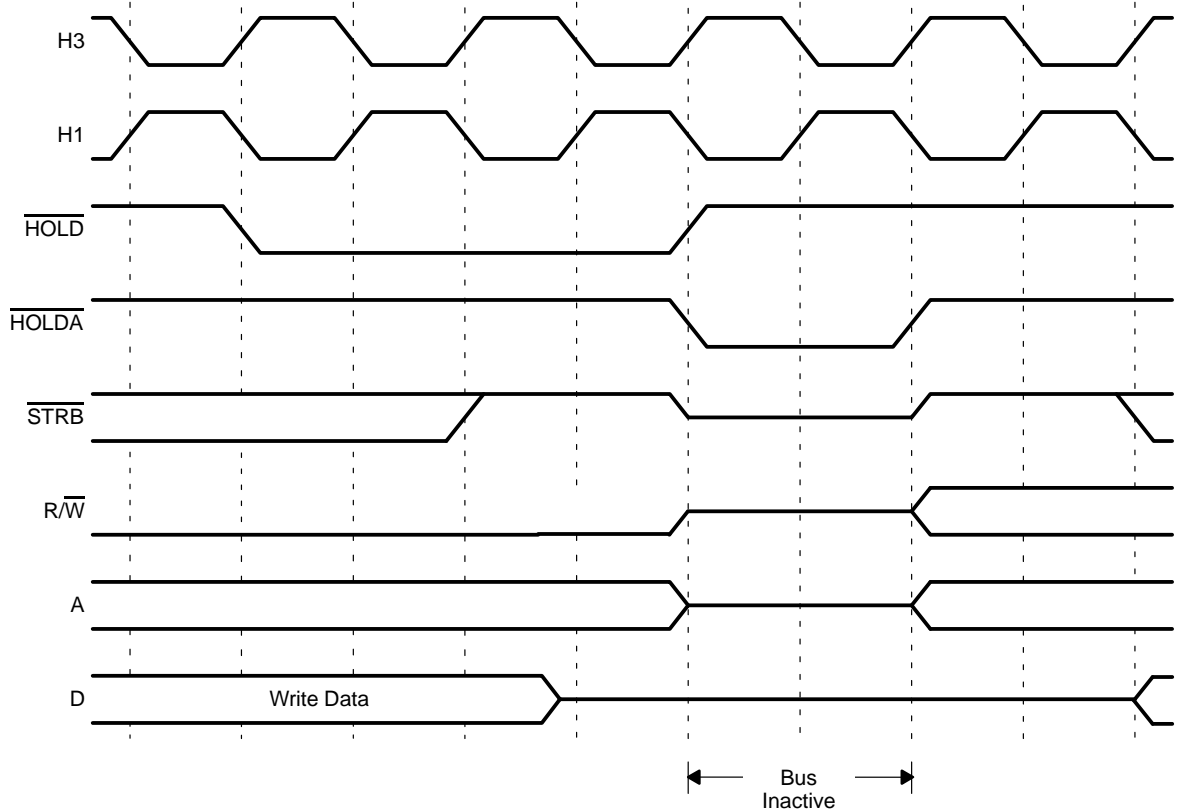 H3
H1
HOLD
HOLDA
STRB
R/W
A
D
Write Data
Bus
Inactive